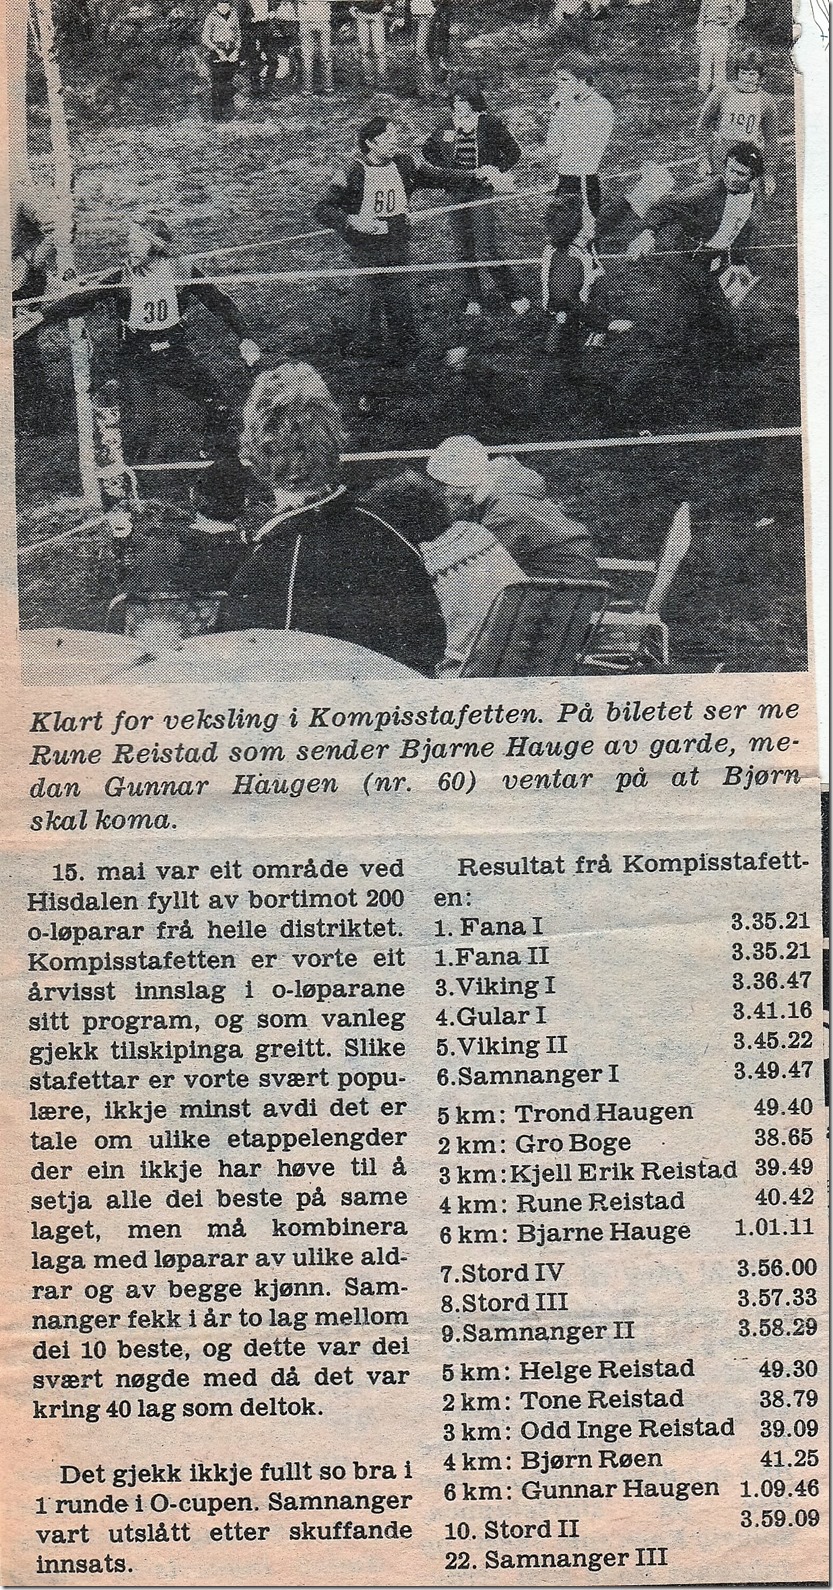 160
60
30
Klart for veksling i Kompisstafetten. På biletet ser me
Rune Reistad som sender Bjarne Hauge av garde, me-
dan Gunnar Haugen (nr. 60) ventar på at Bjørn
skal koma.
15. mai var eit område ved
Hisdalen fyllt av bortimot 200
o-løparar frå heile distriktet.
Kompisstafetten er vorte eit
årvisst innslag i o-løparane
sitt program, og som vanleg
gjekk tilskipinga greitt. Slike
stafettar er vorte svært popu-
lære, ikkje minst avdi det er
tale om ulike etappelengder
der ein ikkje har høve til å
setja alle dei beste på same
laget, men må kombinera
laga med løparar av ulike ald-
rar og av begge kjønn. Sam-
nanger fekk i år to lag mellom
dei 10 beste, og dette var dei
svært nøgde med då det var
kring 40 lag som deltok.
Det gjekk ikkje fullt so bra i
1 runde i O-cupen. Samnanger
vart utslått etter skuffande
innsats.
Resultat frå Kompisstafett-
en:
1. Fana I 3.35.21
1.Fana II 3.35.21
3.Viking I 3.36.47
4.Gular I 3.41.16
5.Viking II 3.45.22
6.Samnanger I 3.49.47
5 km: Trond Haugen 49.40
2 km: Gro Boge 38.65
3 km:Kjell Erik Reistad 39.49
4 km: Rune Reistad 40.42
6 km: Bjarne Hauge 1.01.11
7.Stord IV 3.56.00
8.Stord III 3.57.33
9.Samnanger II 3.58.29
5 km: Helge Reistad 49.30
2 km: Tone Reistad 38.79
3 km: Odd Inge Reistad 39.09
4 km: Bjørn Røen 41.25
6 km: Gunnar Haugen 1.09.46
10. Stord II 3.59.09
22. Samnanger III